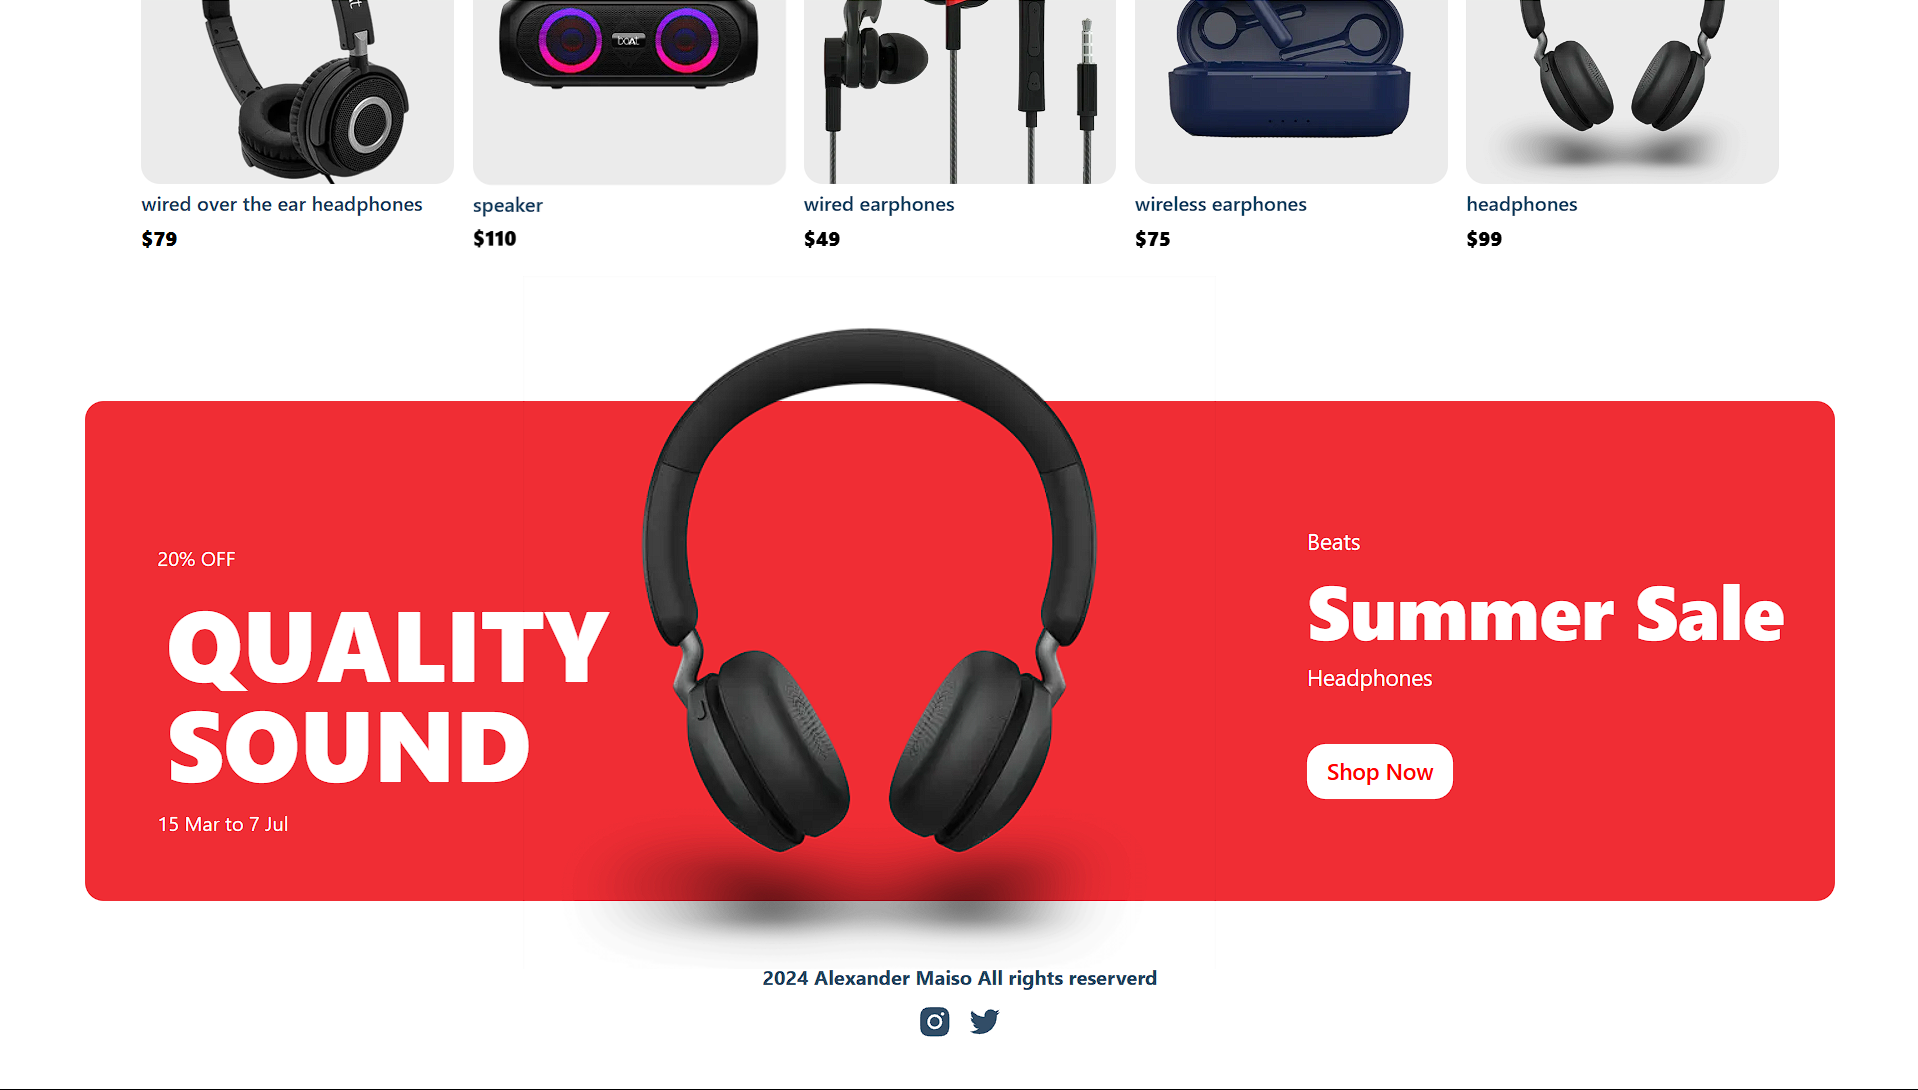 boAt
wired over the ear headphones
$79
speaker
$110
wired earphones
$49
wireless earphones
$75
headphones
$99
20% OFF
QUALITY
SOUND
15 Mar to 7 Jul
Beats
Summer Sale
Headphones
Shop Now
2024 Alexander Maiso All rights reserverd